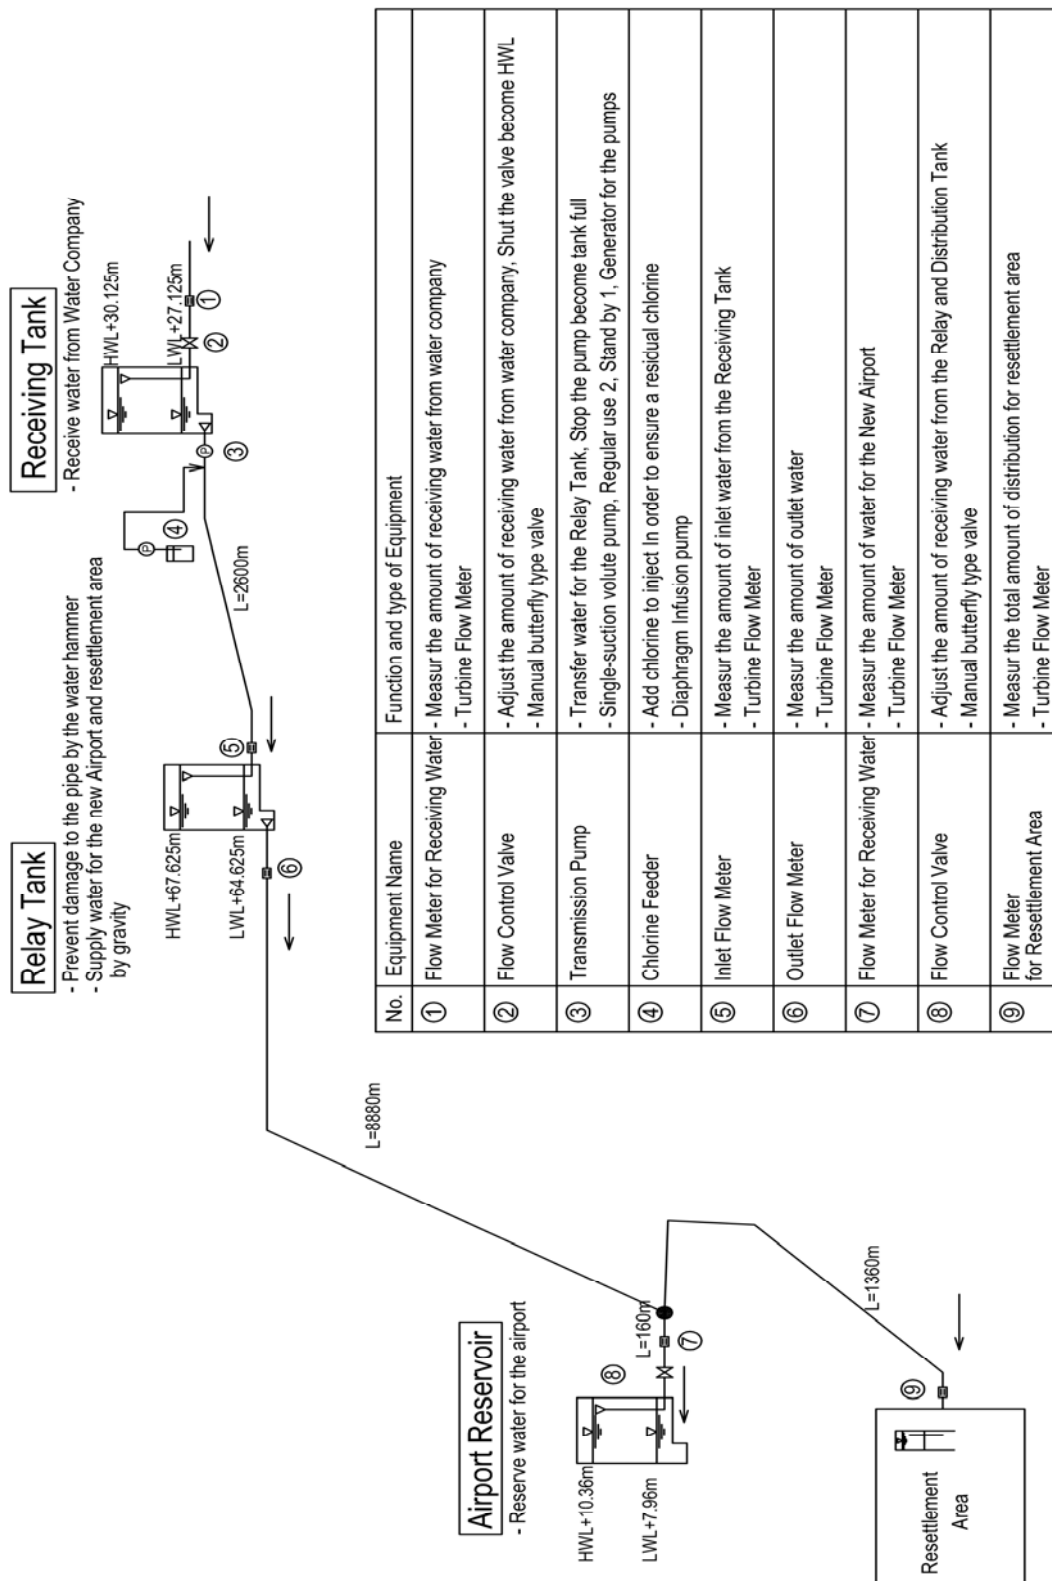 Receiving Tank
- Receive water from Water Company
HWL+30.125m
LWL+27.125m
①
②
③
④
P
P
L=2600m
Relay Tank
- Prevent damage to the pipe by the water hammer
- Supply water for the new Airport and resettlement area
by gravity
HWL+67.625m
LWL+64.625m
⑤
⑥
L=8880m
Airport Reservoir
- Reserve water for the airport
HWL+10.36m
LWL+7.96m
L=160m
⑦
⑧
L=1360m
⑨
Resettlement
Area
No. Equipment Name Function and type of Equipment
① Flow Meter for Receiving Water - Measur the amount of receiving water from water company
- Turbine Flow Meter
② Flow Control Valve - Adjust the amount of receiving water from water company, Shut the valve become HWL
- Manual butterfly type valve
③ Transmission Pump - Transfer water for the Relay Tank, Stop the pump become tank full
- Single-suction volute pump, Regular use 2, Stand by 1, Generator for the pumps
④ Chlorine Feeder - Add chlorine to inject In order to ensure a residual chlorine
- Diaphragm Infusion pump
⑤ Inlet Flow Meter - Measur the amount of inlet water from the Receiving Tank
- Turbine Flow Meter
⑥ Outlet Flow Meter - Measur the amount of outlet water
- Turbine Flow Meter
⑦ Flow Meter for Receiving Water - Measur the amount of water for the New Airport
- Turbine Flow Meter
⑧ Flow Control Valve - Adjust the amount of receiving water from the Relay and Distribution Tank
- Manual butterfly type valve
⑨ Flow Meter - Measur the total amount of distribution for resettlement area
for Resettlement Area - Turbine Flow Meter